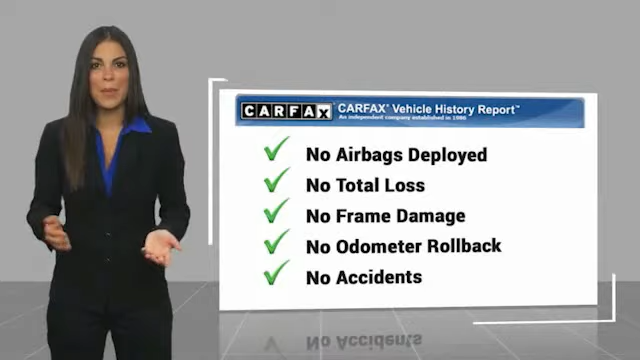 CARFAX
CARFAX® Vehicle History Report™
An independent company established in 1986
No Airbags Deployed
No Total Loss
No Frame Damage
No Odometer Rollback
No Accidents